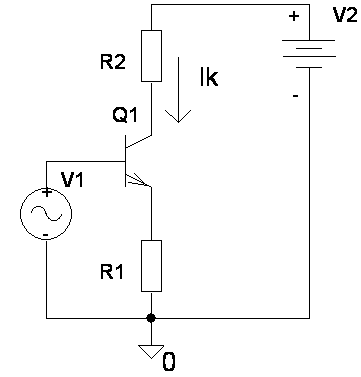 +
V2
R2
Ik
-
Q1
V1
+
-
R1
0